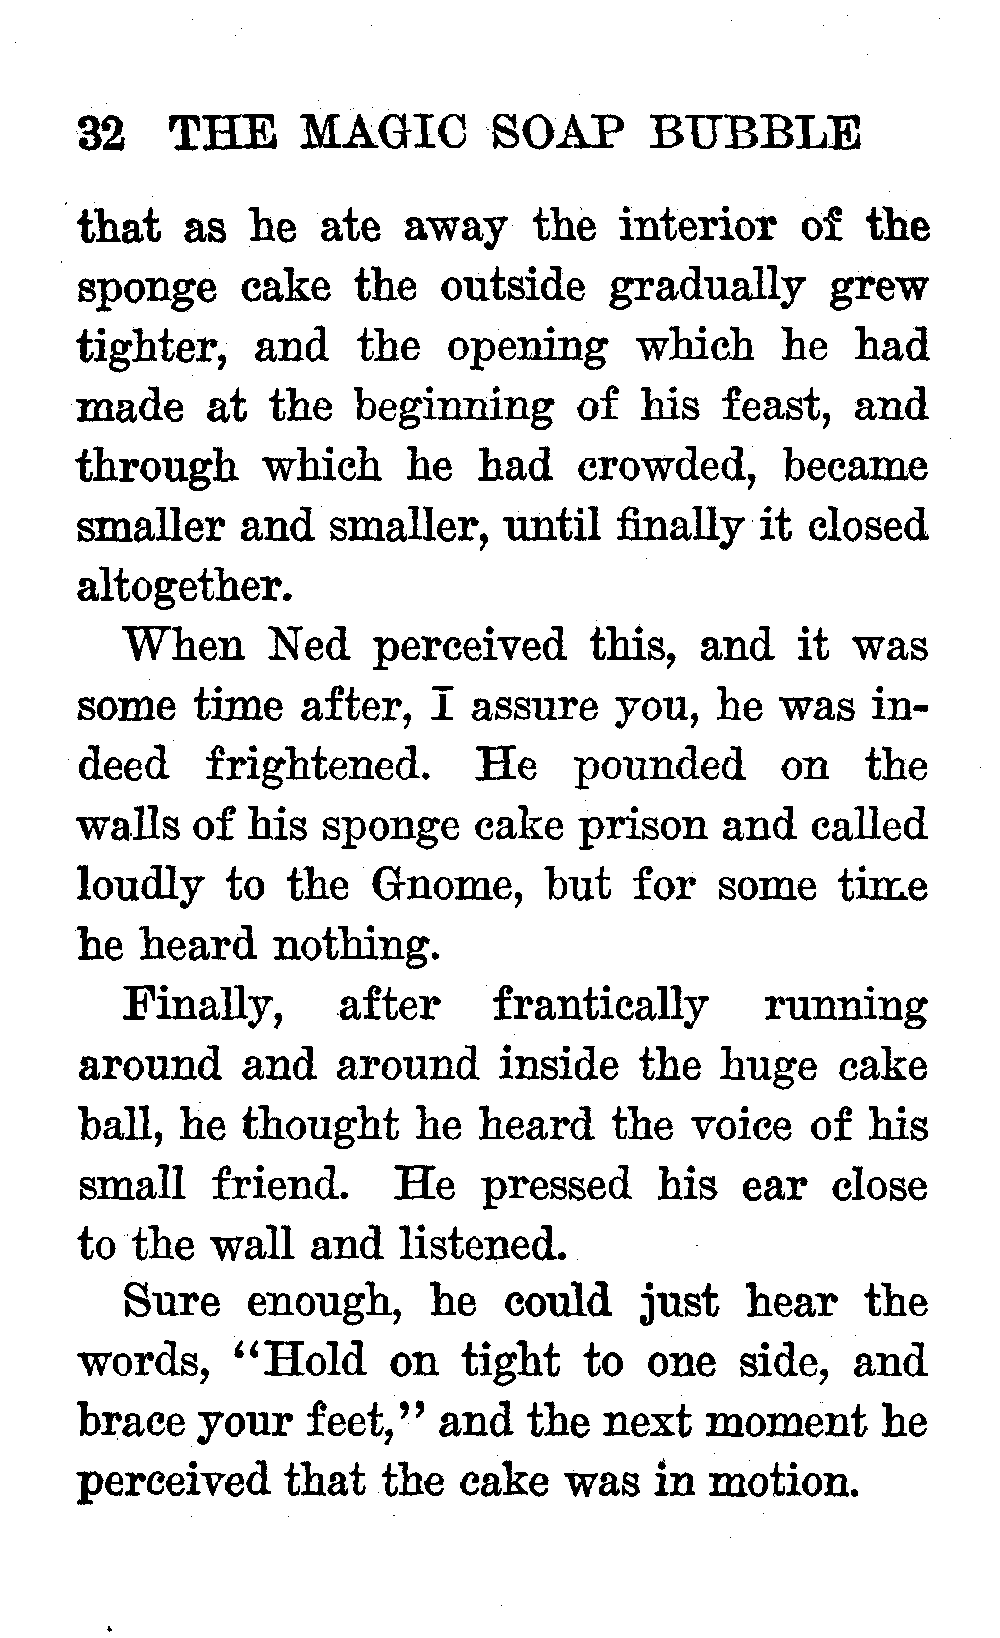 32 THE MAGIC SOAP BUBBLE
that as he ate away the interior of the
sponge cake the outside gradually grew
tighter, and the opening which he had
made at the beginning of his feast, and
through which he had crowded, became
smaller and smaller, until finally it closed
altogether.
When Ned perceived this, and it was
some time after, I assure you, he was in-
deed frightened. He pounded on the
walls of his sponge cake prison and called
loudly to the Gnome, but for some time
he heard nothing.
Finally, after frantically running
around and around inside the huge cake
ball, he thought he heard the voice of his
small friend. He pressed his ear close
to the wall and listened.
Sure enough, he could just hear the
words, "Hold on tight to one side, and
brace your feet," and the next moment he
perceived that the cake was in motion.